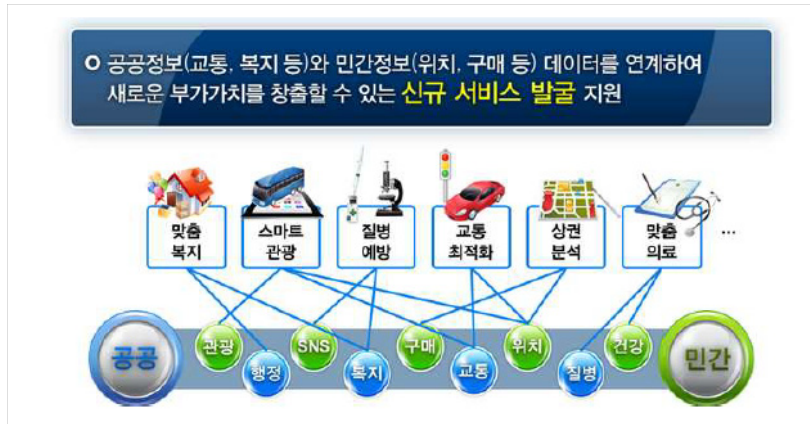 공공정보(교통, 복지 등)와 민간정보(위치, 구매 등) 데이터를 연계하여
새로운 부가가치를 창출할 수 있는 신규 서비스 발굴 지원
맞춤
복지
스마트
관광
질병
예방
교통
최적화
상권
분석
맞춤
의료
...
공공
관광
행정
SNS
복지
구매
교통
위치
질병
건강
민간